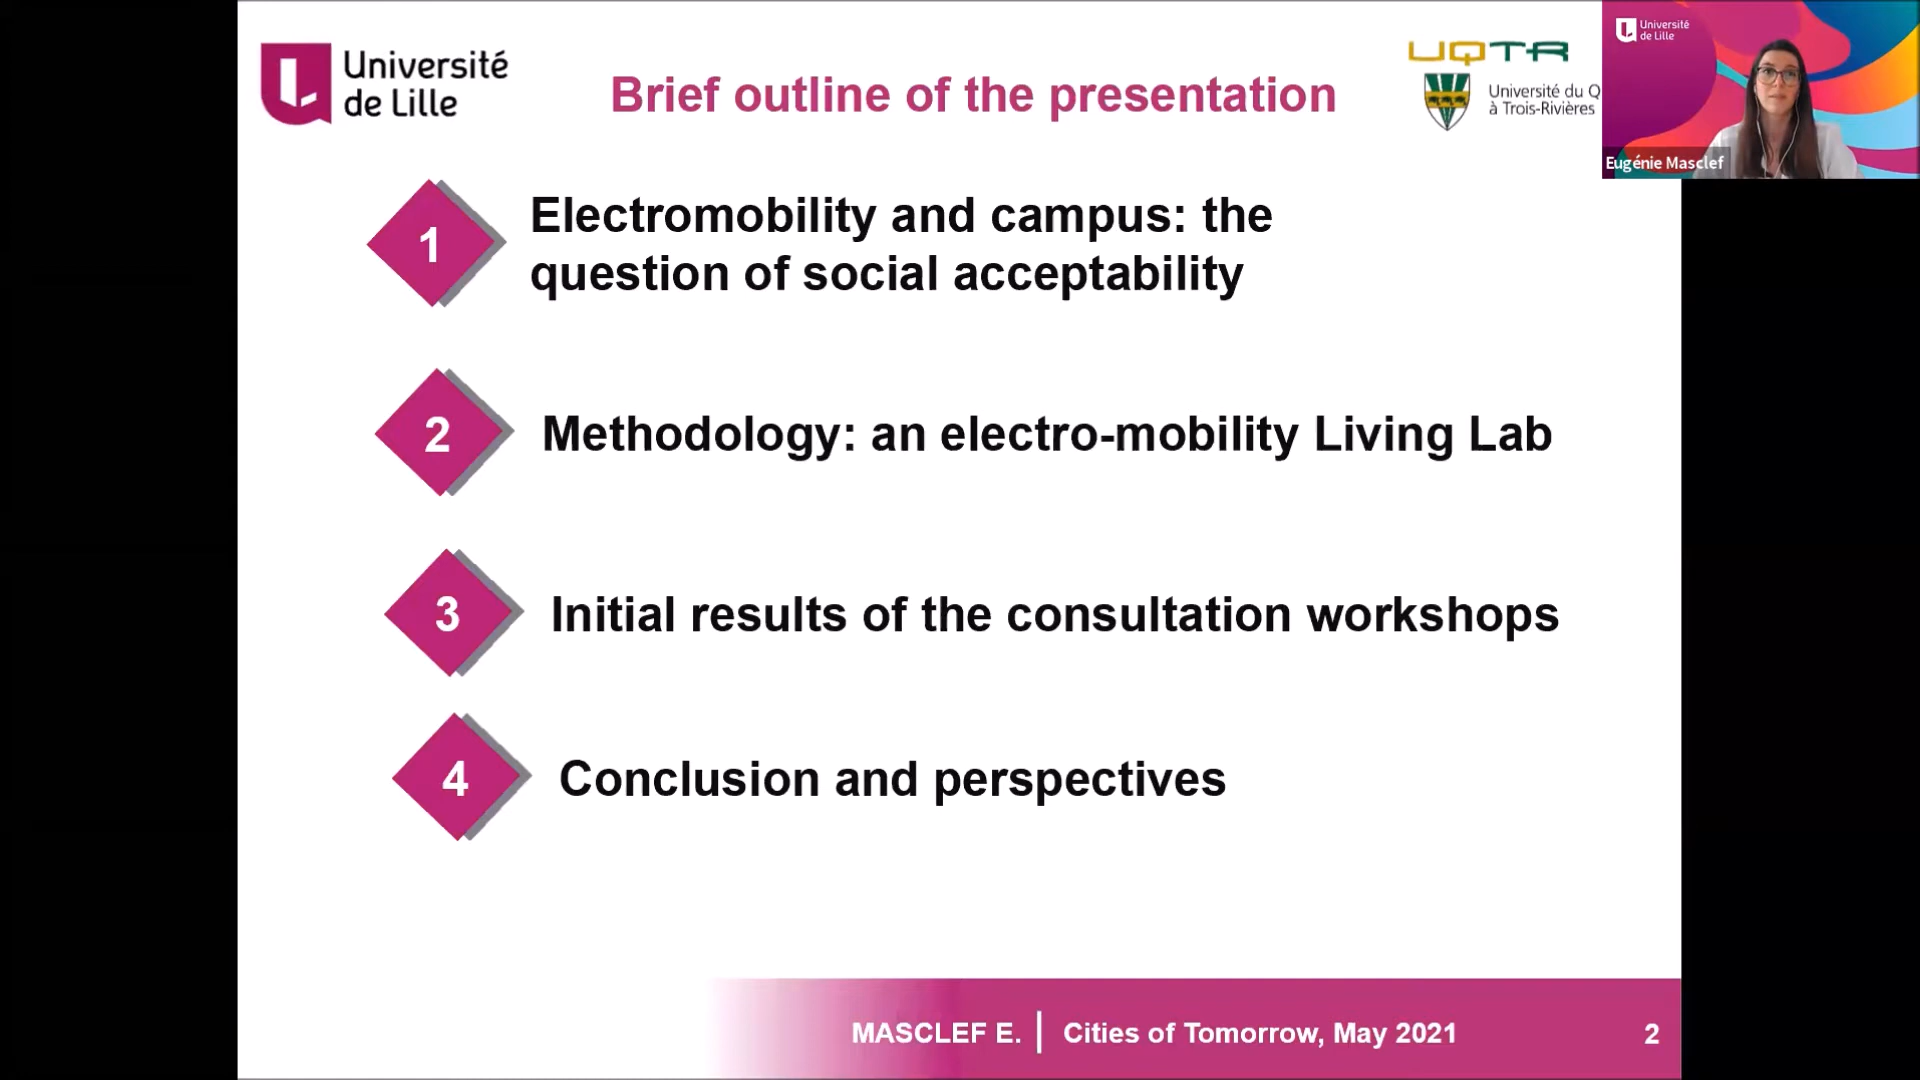 Université
de Lille
Brief outline of the presentation
UQTR
Université du Q
à Trois-Rivières
Université
de Lille
Eugénie Masclef
1
Electromobility and campus: the
question of social acceptability
2
Methodology: an electro-mobility Living Lab
3
Initial results of the consultation workshops
4
Conclusion and perspectives
MASCLEF E. | Cities of Tomorrow, May 2021
2